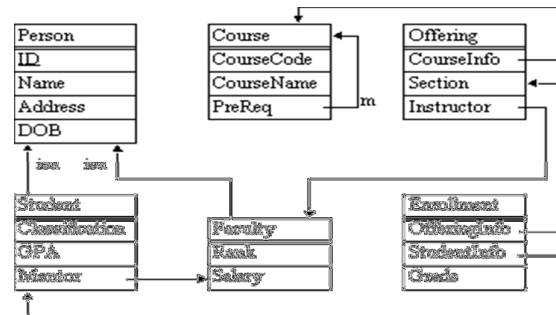 Person
ID
Name
Address
DOB
Course
CourseCode
CourseName
PreReq
m
Offering
CourseInfo
Section
Instructor
isa
isa
Student
Classification
GPA
Mentor
Faculty
Rank
Salary
Enrollment
OfferingInfo
StudentInfo
Grade